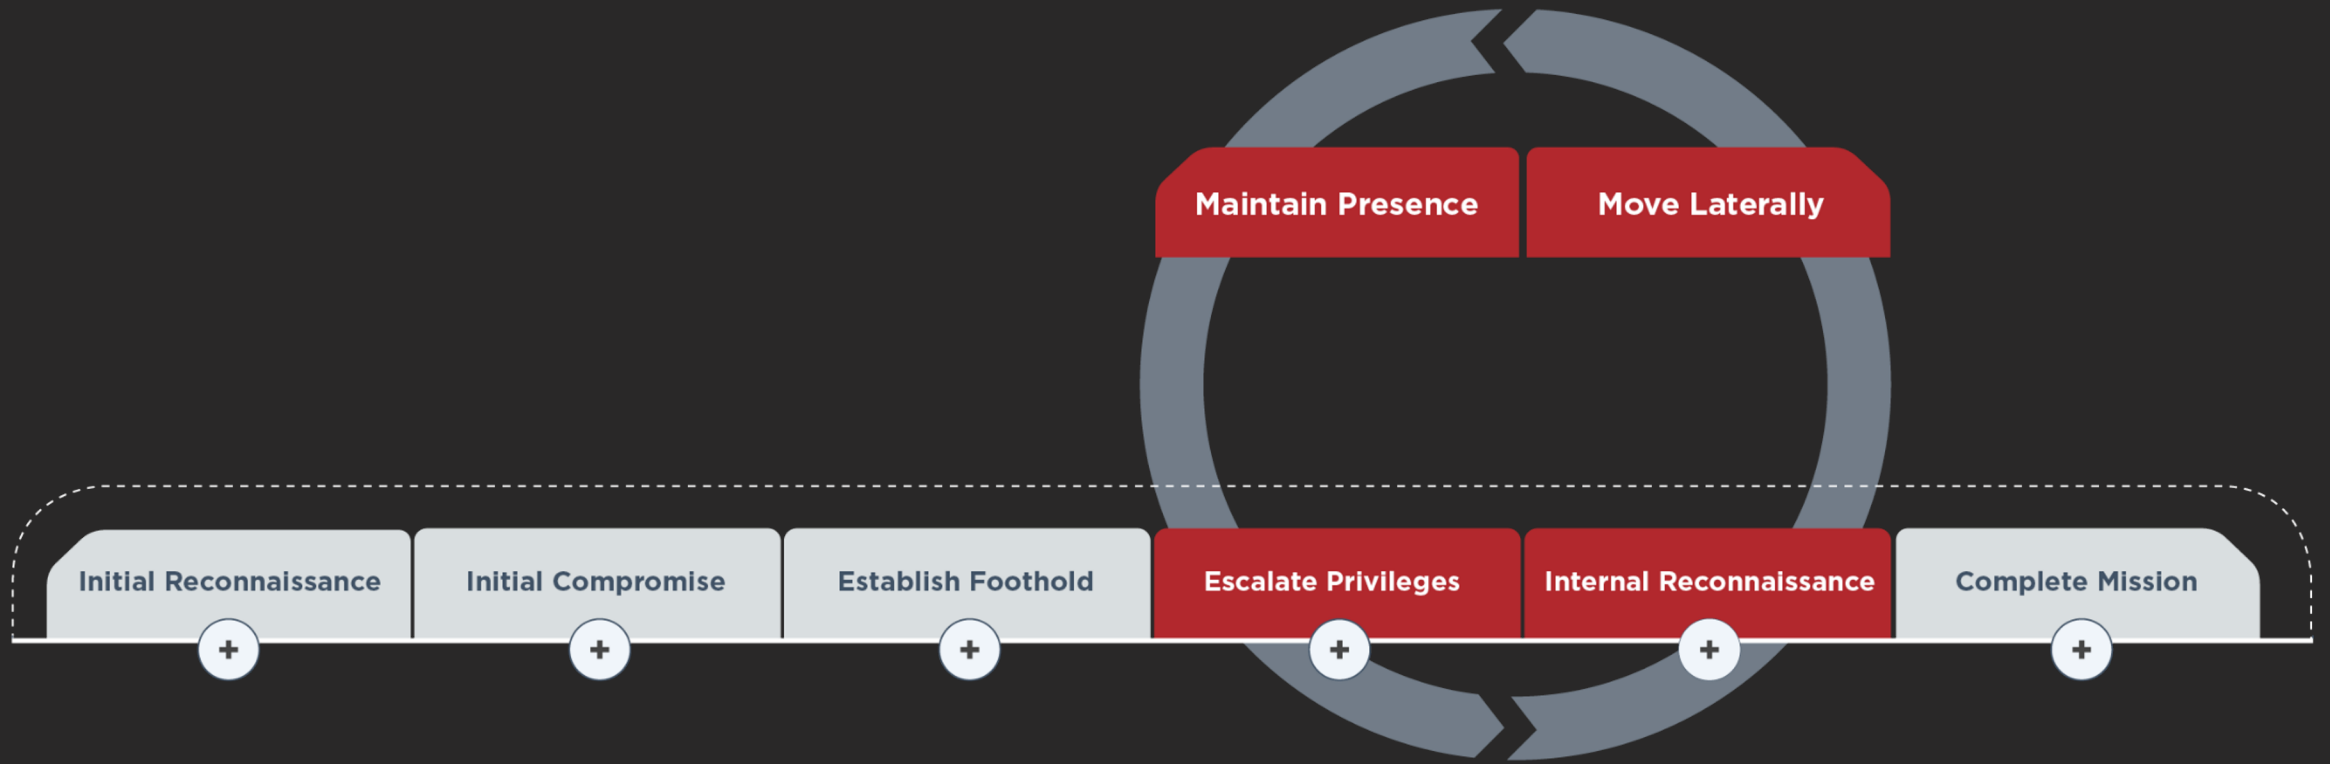 Maintain Presence
Move Laterally
Initial Reconnaissance
Initial Compromise
Establish Foothold
Escalate Privileges
Internal Reconnaissance
Complete Mission